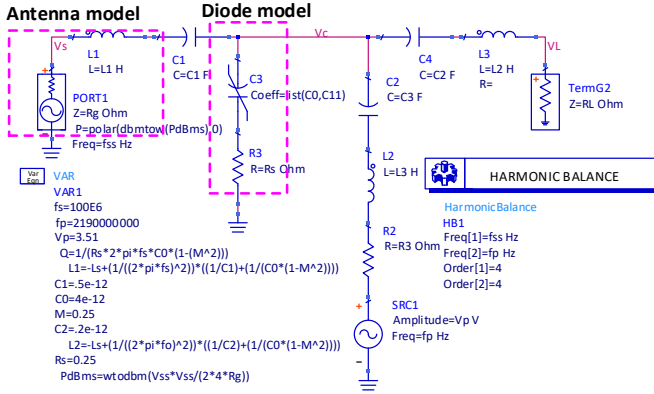 Antenna model
Diode model
Vs
L1
L=L1 H
C1
C=C1 F
Vc
C4
C=C2 F
L3
L=L2 H
R=
VL
PORT1
Z=Rg Ohm
P=polar(dbmtow(PdBms),0)
Freq=fss Hz
C3
Coeff=list(C0,C11)
C2
C=C3 F
TermG2
Z=RL Ohm
R3
R=Rs Ohm
L2
L=L3 H
Var
Eqn
VAR
VAR1
fs=100E6
fp=2190000000
Vp=3.51
Q=1/(Rs*2*pi*fs*C0*(1-(M^2)))
L1=-Ls+(1/((2*pi*fs)^2))*((1/C1)+(1/(C0*(1-M^2))))
C1=.5e-12
C0=4e-12
M=0.25
C2=.2e-12
L2=-Ls+(1/((2*pi*fo)^2))*((1/C2)+(1/(C0*(1-M^2))))
Rs=0.25
PdBms=wtodbm(Vss*Vss/(2*4*Rg))
HARMONIC BALANCE
HarmonicBalance
HB1
Freq[1]=fss Hz
Freq[2]=fp Hz
Order[1]=4
Order[2]=4
R2
R=R3 Ohm
SRC1
Amplitude=Vp V
Freq=fp Hz